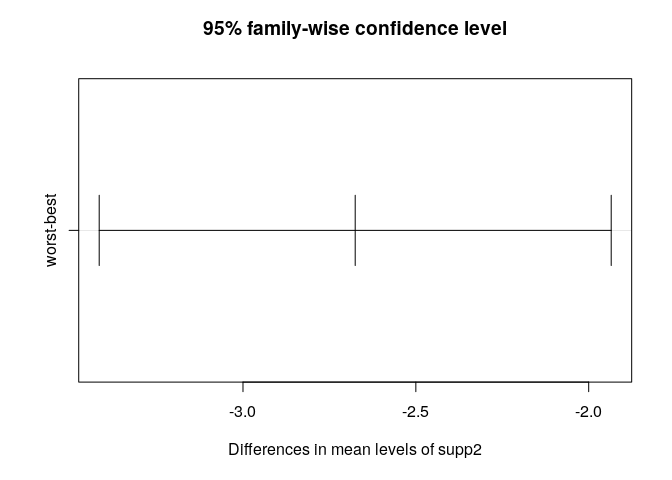 95% family-wise confidence level
worst-best
-3.0
-2.5
-2.0
Differences in mean levels of supp2